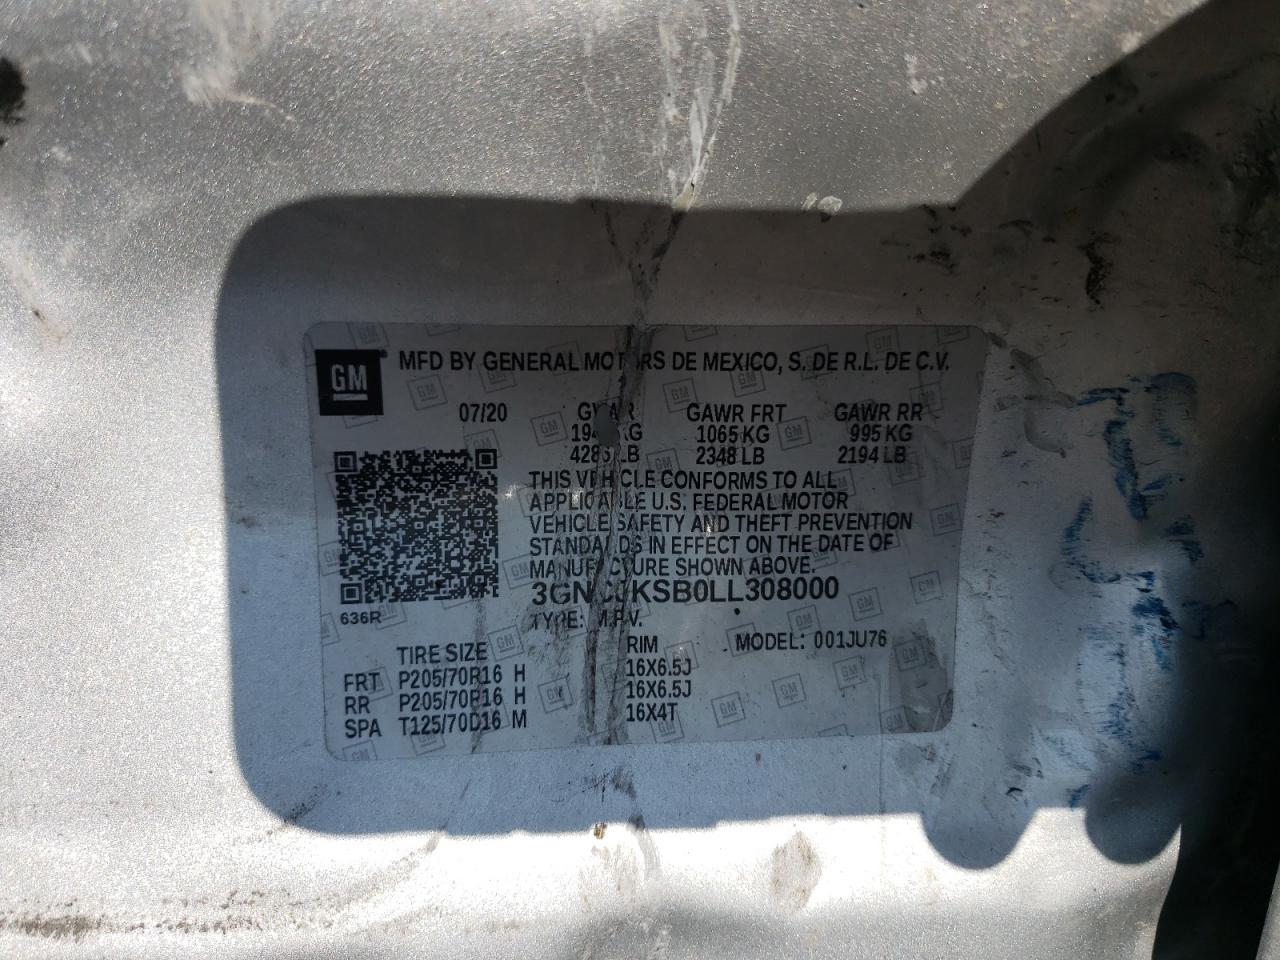 GM
MFD BY GENERAL MOTORS DE MEXICO, S. DE R.L. DE C.V.
07/20 GAWR FRT GAWR RR
KG 1065 KG 995 KG
LB 2348 LB 2194 LB
THIS VEHICLE CONFORMS TO ALL
APPLICABLE U.S. FEDERAL MOTOR
VEHICLE SAFETY AND THEFT PREVENTION
STANDARDS IN EFFECT ON THE DATE OF
MANUFACTURE SHOWN ABOVE.
636R TYPE: M.P.V.
TIRE SIZE RIM MODEL: 001JU76
FRT P205/70R16 H 16X6.5J
RR P205/70R16 H 16X6.5J
SPA T125/70D16 M 16X4T